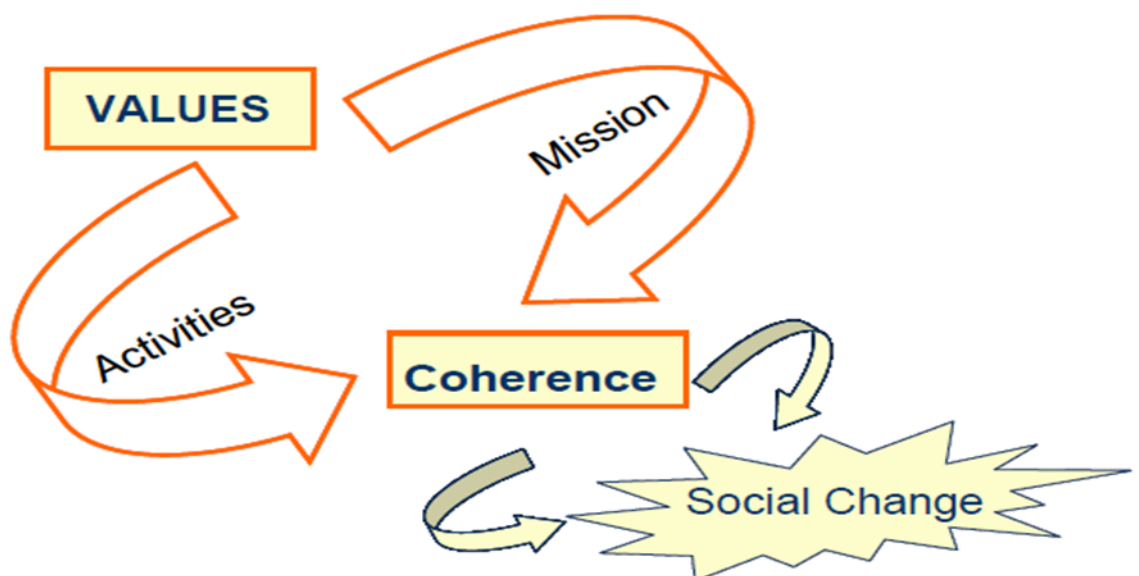 VALUES
Mission
Activities
Coherence
Social Change